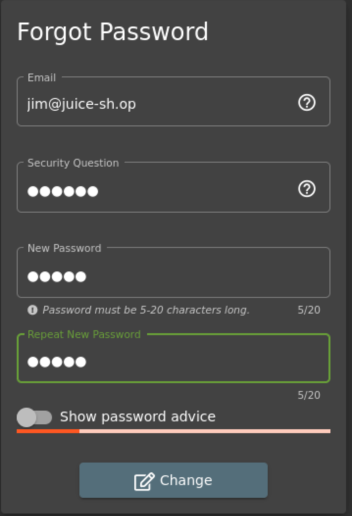 Forgot Password
Email
jim@juice-sh.op
Security Question
●●●●●●
New Password
●●●●●
Password must be 5-20 characters long. 5/20
Repeat New Password
●●●●●
5/20
Show password advice
Change